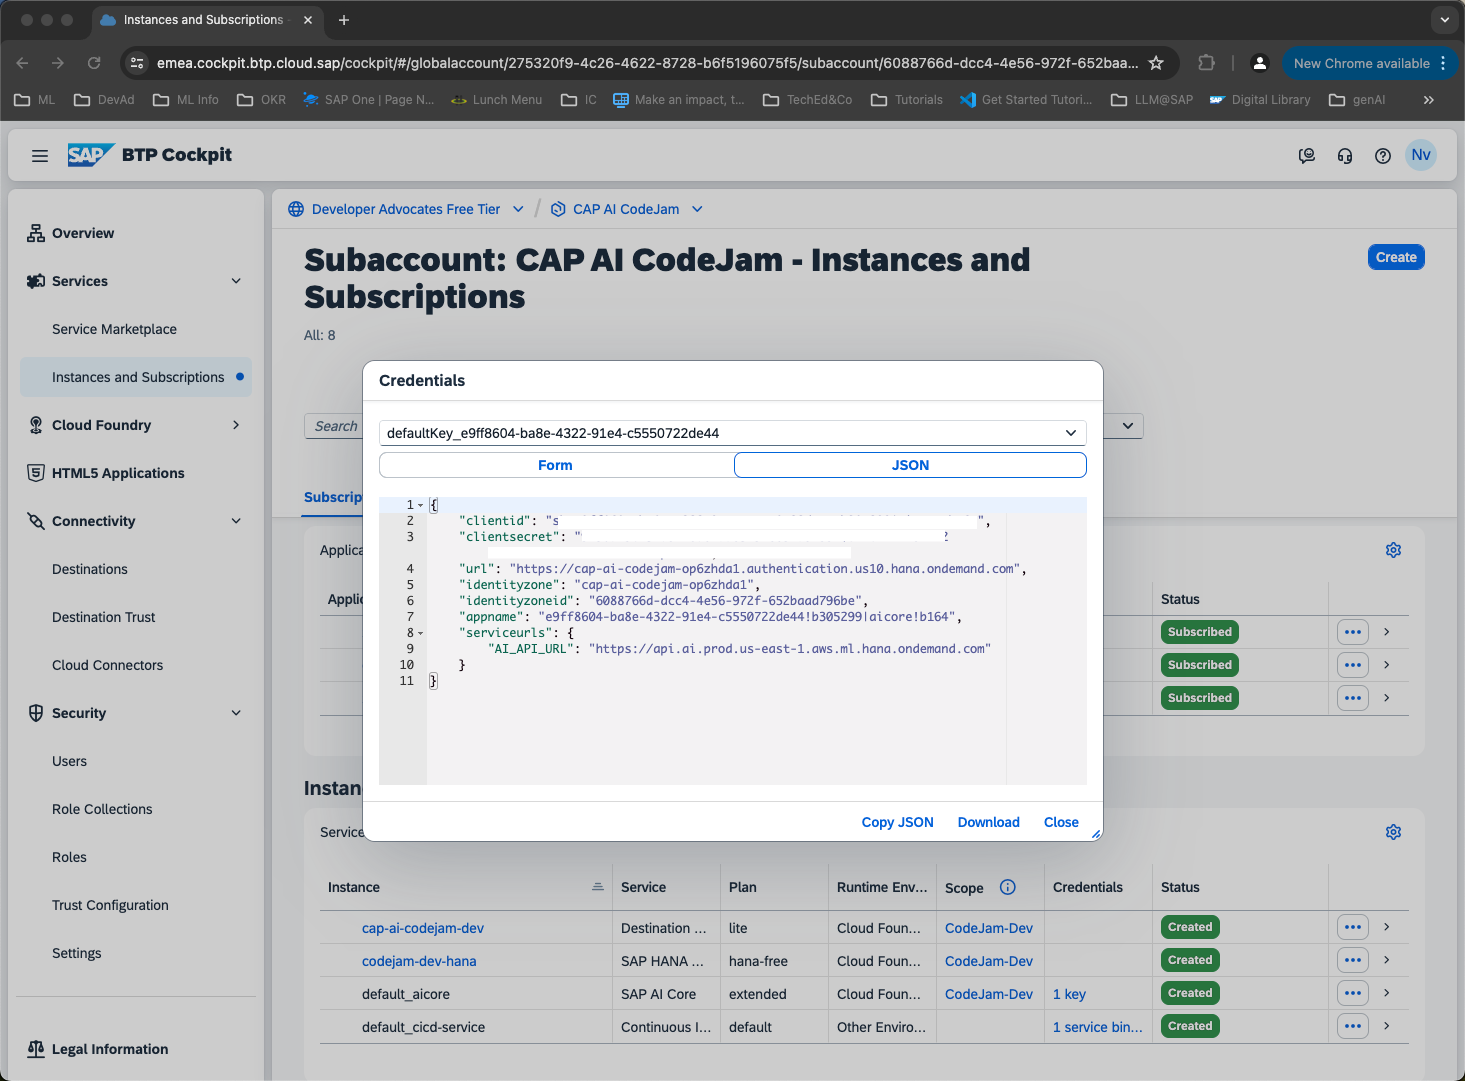 Instances and Subscriptions
emea.cockpit.btp.cloud.sap/cockpit/#/globalaccount/275320f9-4c26-4622-8728-b6f5196075f5/subaccount/6088766d-dcc4-4e56-972f-652baa...
New Chrome available
ML
DevAd
ML Info
OKR
SAP One | Page N...
Lunch Menu
IC
Make an impact, t...
TechEd&Co
Tutorials
Get Started Tutori...
LLM@SAP
Digital Library
genAI
»
SAP BTP Cockpit
Nv
Overview
Services
Service Marketplace
Instances and Subscriptions
Cloud Foundry
HTML5 Applications
Connectivity
Destinations
Destination Trust
Cloud Connectors
Security
Users
Role Collections
Roles
Trust Configuration
Settings
Legal Information
Developer Advocates Free Tier / CAP AI CodeJam
Subaccount: CAP AI CodeJam - Instances and
Subscriptions
Create
All: 8
Search
Subscrip
Applica
Applic
Status
Subscribed
Subscribed
Subscribed
Credentials
defaultKey_e9ff8604-ba8e-4322-91e4-c5550722de44
Form
JSON
1 {
2 "clientid": "s ",
3 "clientsecret": " 2
4 "url": "https://cap-ai-codejam-op6zhda1.authentication.us10.hana.ondemand.com",
5 "identityzone": "cap-ai-codejam-op6zhda1",
6 "identityzoneid": "6088766d-dcc4-4e56-972f-652baad796be",
7 "appname": "e9ff8604-ba8e-4322-91e4-c5550722de44!b305299|aicore!b164",
8 "serviceurls": {
9 "AI_API_URL": "https://api.ai.prod.us-east-1.aws.ml.hana.ondemand.com"
10 }
11 }
Copy JSON
Download
Close
Instan
Service
Instance Service Plan Runtime Env... Scope Credentials Status
cap-ai-codejam-dev Destination ... lite Cloud Foun... CodeJam-Dev Created
codejam-dev-hana SAP HANA ... hana-free Cloud Foun... CodeJam-Dev Created
default_aicore SAP AI Core extended Cloud Foun... CodeJam-Dev 1 key Created
default_cicd-service Continuous I... default Other Enviro... 1 service bin... Created